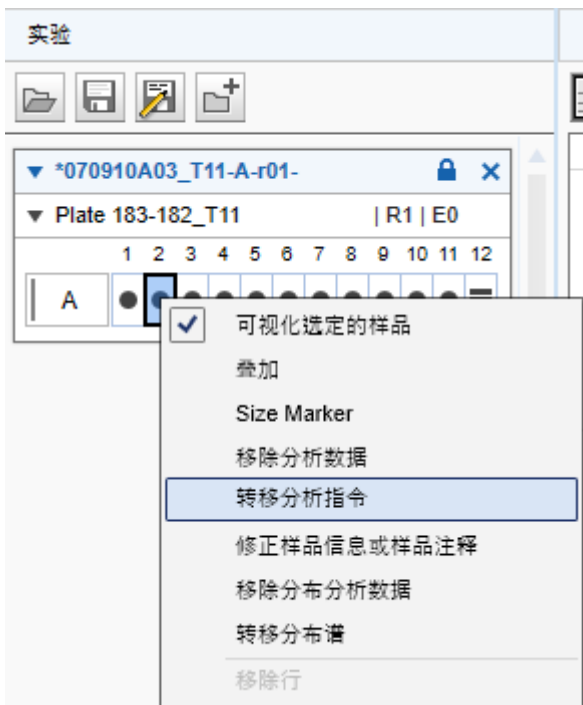 实验
*070910A03_T11-A-r01-
Plate 183-182_T11 | R1 | E0
1 2 3 4 5 6 7 8 9 10 11 12
A
可视化选定的样品
叠加
Size Marker
移除分析数据
转移分析指令
修正样品信息或样品注释
移除分布分析数据
转移分布谱
移除行